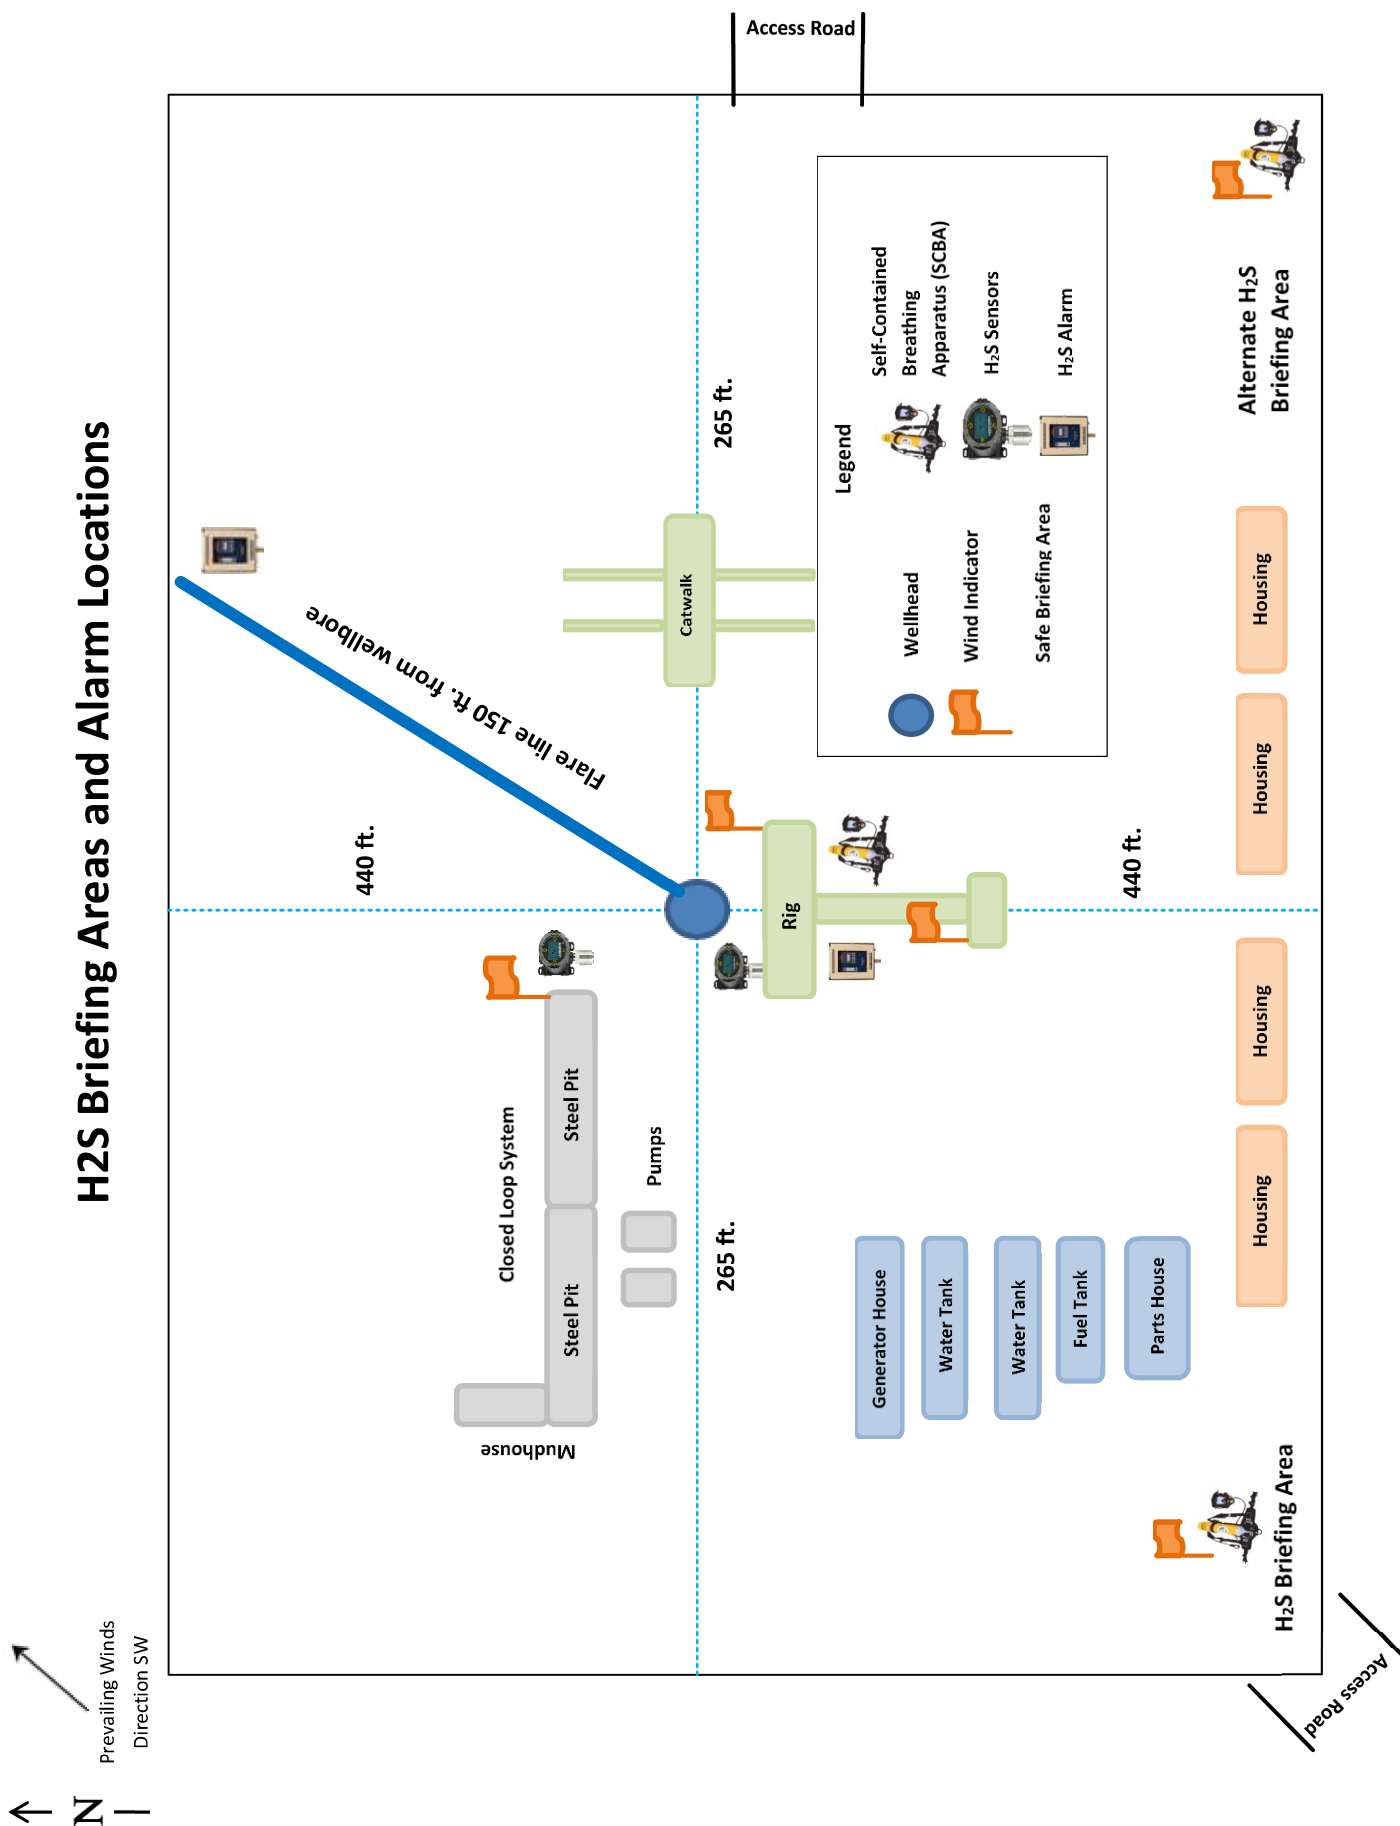 H2S Briefing Areas and Alarm Locations
N
Prevailing Winds
Direction SW
Mudhouse
Closed Loop System
Steel Pit
Steel Pit
Pumps
440 ft.
Flare line 150 ft. from wellbore
265 ft.
Catwalk
265 ft.
Access Road
Rig
Generator House
Water Tank
Water Tank
Fuel Tank
Parts House
440 ft.
Legend
Wellhead
Wind Indicator
Safe Briefing Area
Self-Contained
Breathing
Apparatus (SCBA)
H₂S Sensors
H₂S Alarm
Housing
Housing
Housing
Housing
H₂S Briefing Area
Alternate H₂S
Briefing Area
Access Road